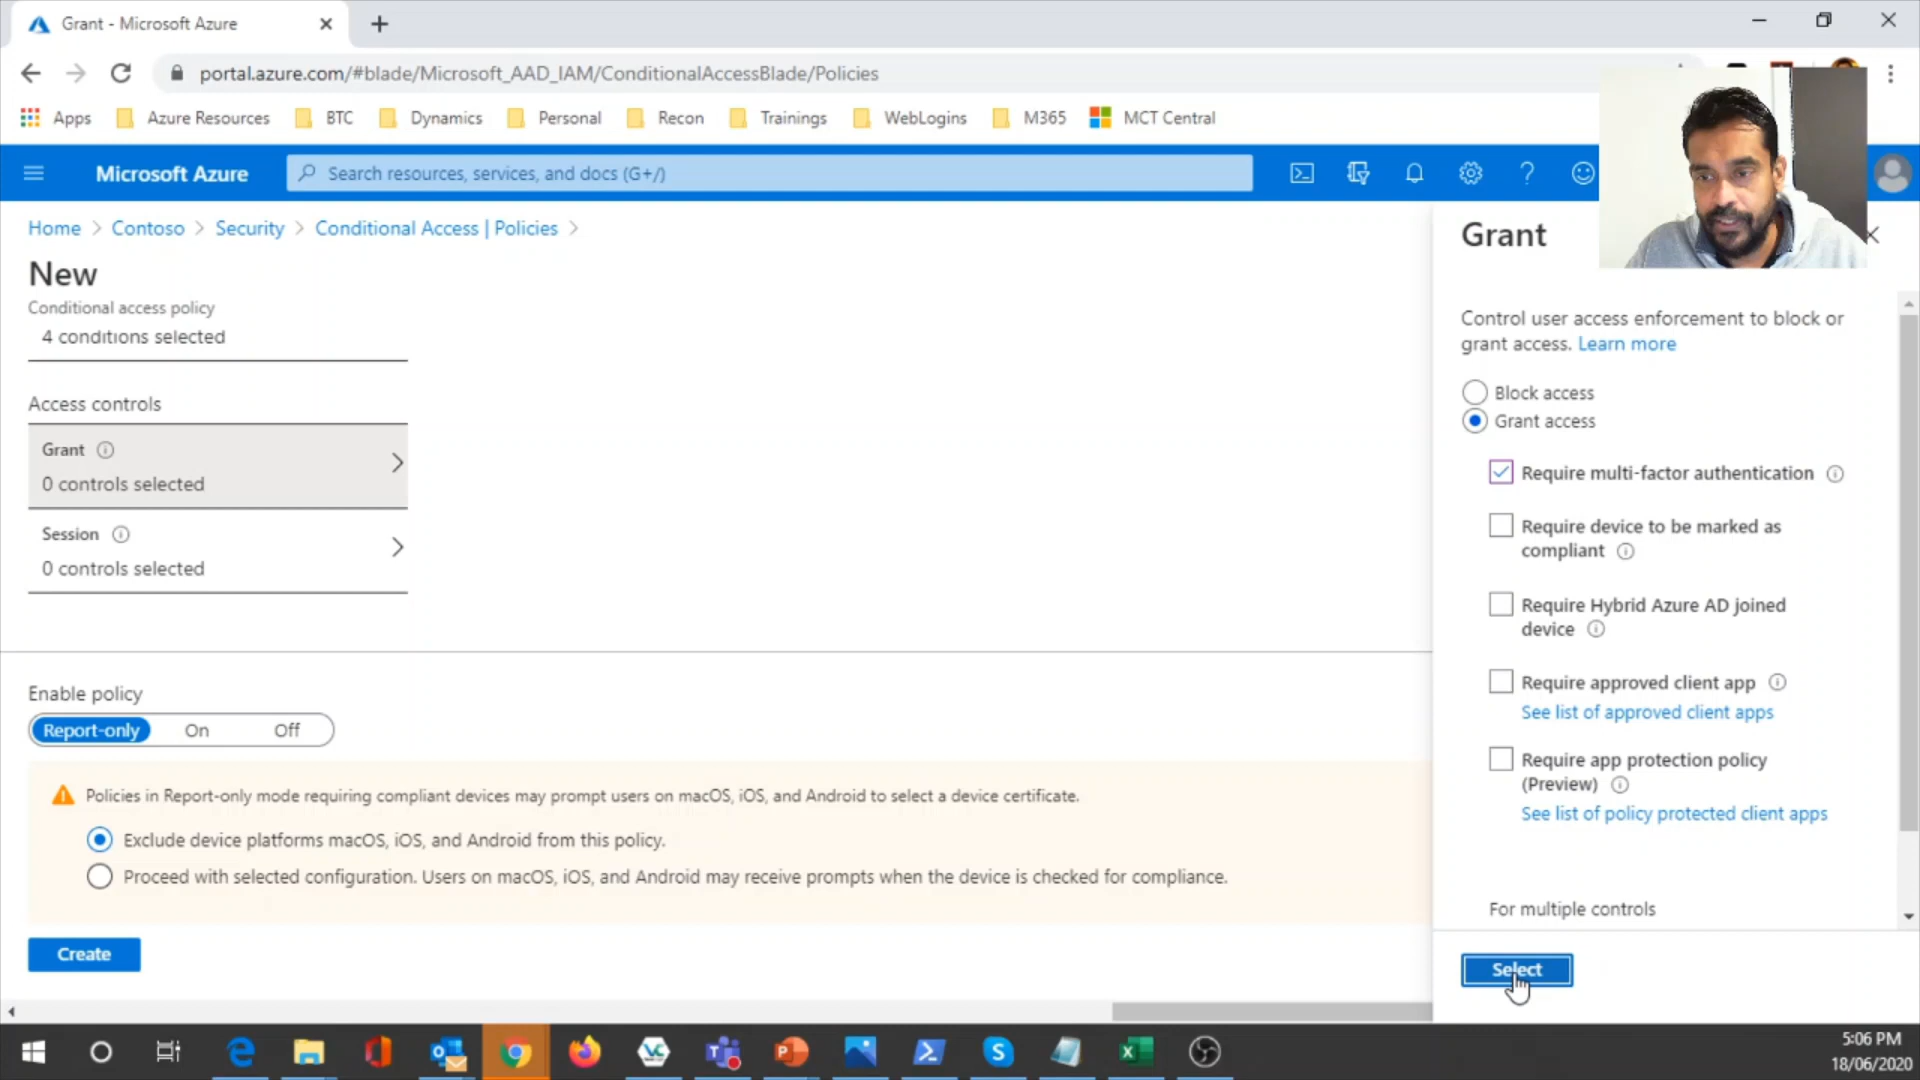 Grant - Microsoft Azure
portal.azure.com/#blade/Microsoft_AAD_IAM/ConditionalAccessBlade/Policies
Apps
Azure Resources
BTC
Dynamics
Personal
Recon
Trainings
WebLogins
M365
MCT Central
Microsoft Azure
Search resources, services, and docs (G+/)
Home > Contoso > Security > Conditional Access | Policies >
New
Conditional access policy
4 conditions selected
Access controls
Grant
0 controls selected
Session
0 controls selected
Enable policy
Report-only On Off
Policies in Report-only mode requiring compliant devices may prompt users on macOS, iOS, and Android to select a device certificate.
Exclude device platforms macOS, iOS, and Android from this policy.
Proceed with selected configuration. Users on macOS, iOS, and Android may receive prompts when the device is checked for compliance.
Create
Grant
Control user access enforcement to block or
grant access. Learn more
Block access
Grant access
Require multi-factor authentication
Require device to be marked as
compliant
Require Hybrid Azure AD joined
device
Require approved client app
See list of approved client apps
Require app protection policy
(Preview)
See list of policy protected client apps
For multiple controls
Select
5:06 PM
18/06/2020